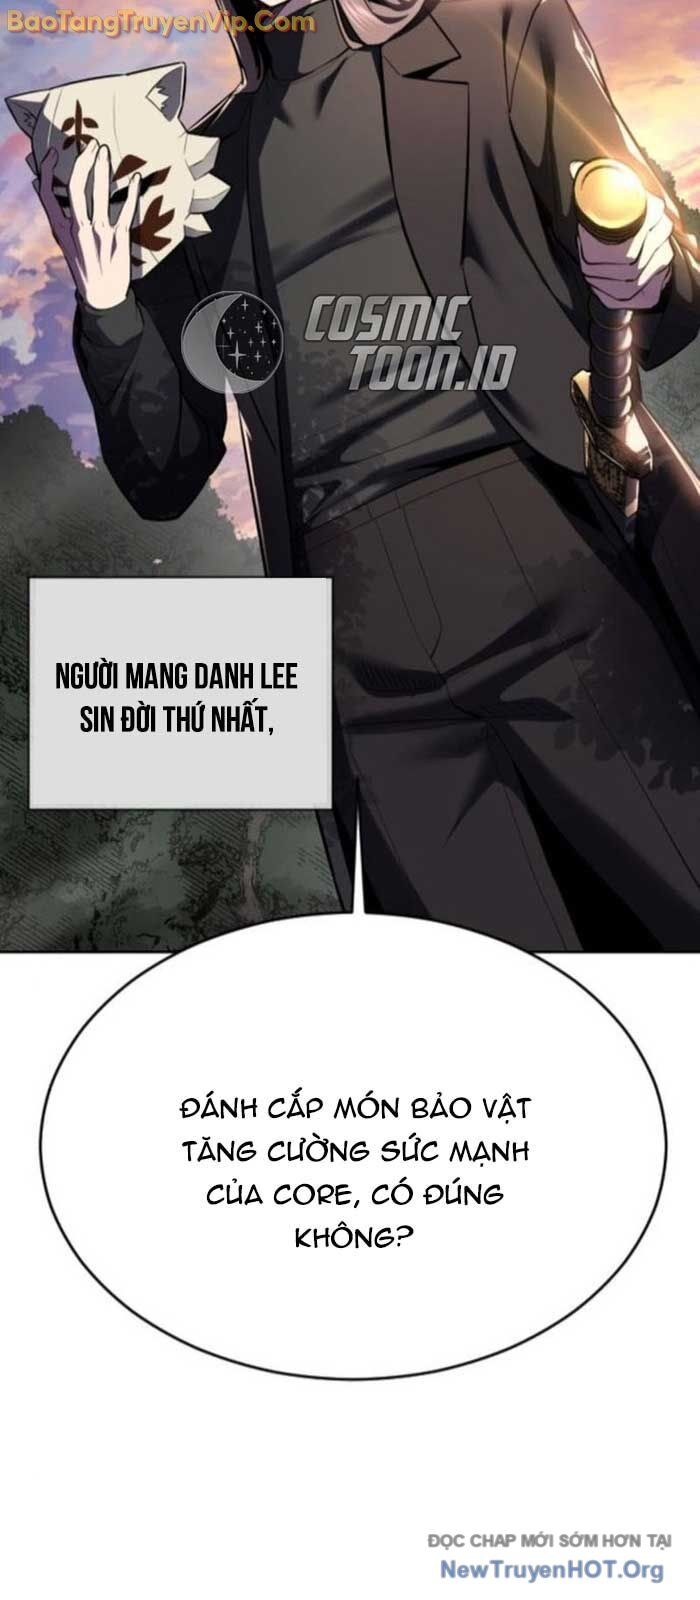 BaoTangTruyenVip.Com
COSMIC
TOON.ID
NGƯỜI MANG DANH LEE
SIN ĐỜI THỨ NHẤT,
ĐÁNH CẮP MÓN BẢO VẬT
TĂNG CƯỜNG SỨC MẠNH
CỦA CORE, CÓ ĐÚNG
KHÔNG?
ĐỌC CHAP MỚI SỚM HƠN TẠI
NewTruyenHOT.Org